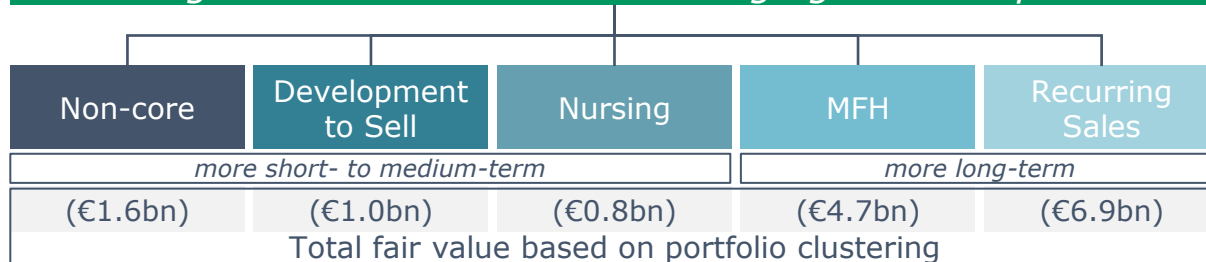 Non-core
Development
to Sell
Nursing
MFH
Recurring
Sales
more short- to medium-term
more long-term
(€1.6bn)
(€1.0bn)
(€0.8bn)
(€4.7bn)
(€6.9bn)
Total fair value based on portfolio clustering